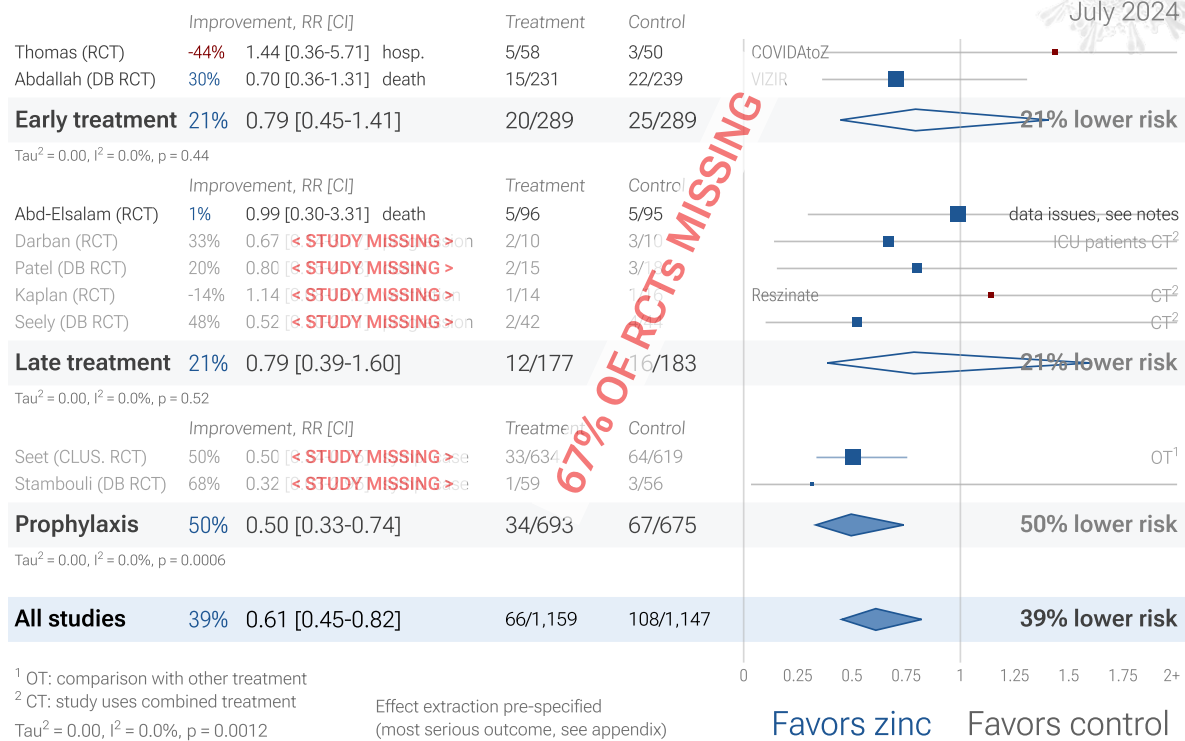 July 2024
Improvement, RR [CI] Treatment Control
Thomas (RCT) -44% 1.44 [0.36-5.71] hosp. 5/58 3/50 COVIDAtoZ
Abdallah (DB RCT) 30% 0.70 [0.36-1.31] death 15/231 22/239 VIZIR
Early treatment 21% 0.79 [0.45-1.41] 20/289 25/289 21% lower risk
Tau2 = 0.00, I2 = 0.0%, p = 0.44
Improvement, RR [CI] Treatment Control
Abd-Elsalam (RCT) 1% 0.99 [0.30-3.31] death 5/96 5/95 data issues, see notes
Darban (RCT) 33% 0.67 < STUDY MISSING > 2/10 3/10 ICU patients CT2
Patel (DB RCT) 20% 0.80 < STUDY MISSING > 2/15
Kaplan (RCT) -14% 1.14 < STUDY MISSING > 1/14 Reszinate CT2
Seely (DB RCT) 48% 0.52 < STUDY MISSING > 2/42 CT2
Late treatment 21% 0.79 [0.39-1.60] 12/177 16/183 21% lower risk
Tau2 = 0.00, I2 = 0.0%, p = 0.52
67% OF RCTs MISSING
Improvement, RR [CI] Treatment Control
Seet (CLUS. RCT) 50% 0.50 < STUDY MISSING > 33/634 64/619 OT1
Stambouli (DB RCT) 68% 0.32 < STUDY MISSING > 1/59 3/56
Prophylaxis 50% 0.50 [0.33-0.74] 34/693 67/675 50% lower risk
Tau2 = 0.00, I2 = 0.0%, p = 0.0006
All studies 39% 0.61 [0.45-0.82] 66/1,159 108/1,147 39% lower risk
0 0.25 0.5 0.75 1 1.25 1.5 1.75 2+
1 OT: comparison with other treatment
2 CT: study uses combined treatment
Tau2 = 0.00, I2 = 0.0%, p = 0.0012
Effect extraction pre-specified
(most serious outcome, see appendix)
Favors zinc Favors control